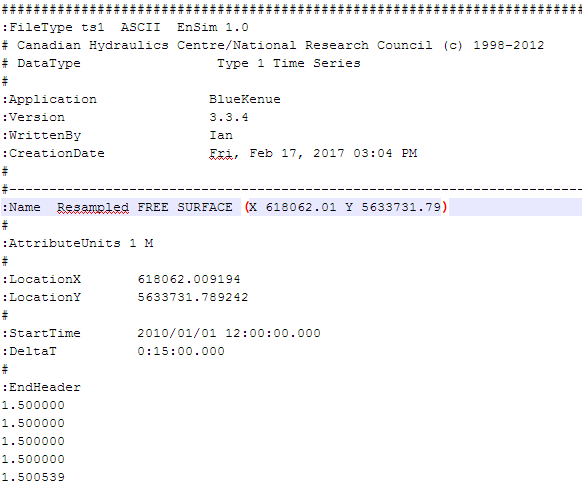 #########################################################################
:FileType ts1 ASCII EnSim 1.0
# Canadian Hydraulics Centre/National Research Council (c) 1998-2012
# DataType Type 1 Time Series
#
:Application BlueKenue
:Version 3.3.4
:WrittenBy Ian
:CreationDate Fri, Feb 17, 2017 03:04 PM
#
#------------------------------------------------------------------------
:Name Resampled FREE SURFACE (X 618062.01 Y 5633731.79)
#
:AttributeUnits 1 M
#
:LocationX 618062.009194
:LocationY 5633731.789242
#
:StartTime 2010/01/01 12:00:00.000
:DeltaT 0:15:00.000
#
:EndHeader
1.500000
1.500000
1.500000
1.500000
1.500539